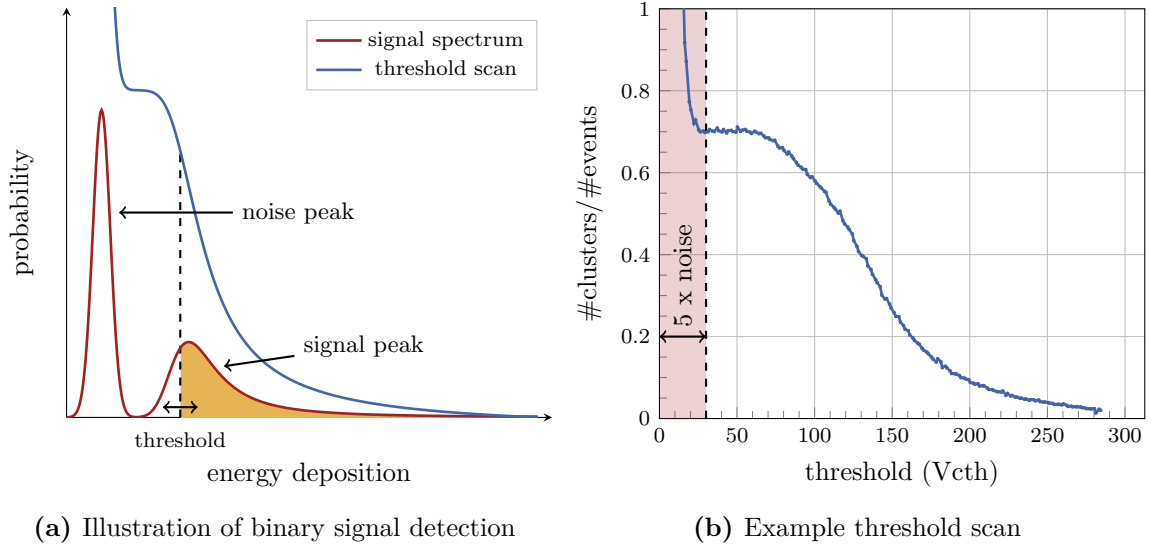 signal spectrum
threshold scan
probability
noise peak
signal peak
threshold
energy deposition
(a) Illustration of binary signal detection
1
0.8
0.6
0.4
0.2
0
#clusters/#events
5 x noise
0 50 100 150 200 250 300
threshold (Vcth)
(b) Example threshold scan